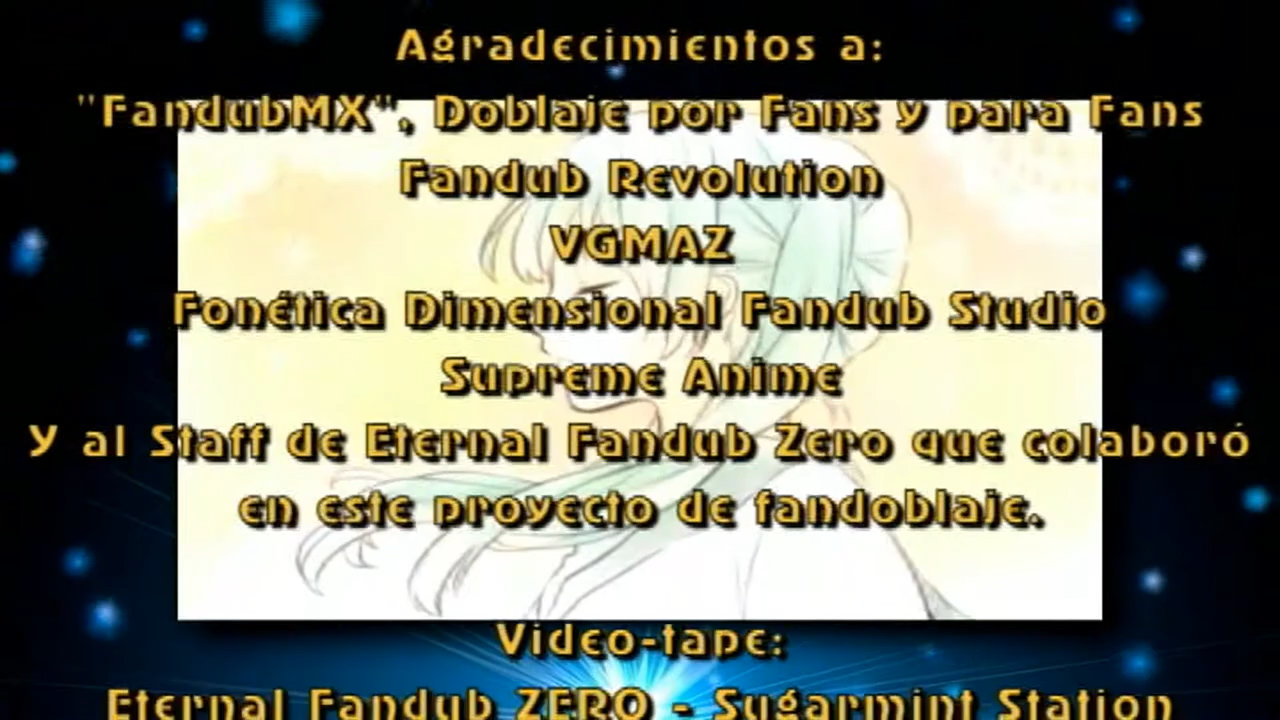 Agradecimientos a:
"FandubMX", Doblaje por Fans y para Fans
Fandub Revolution
VGMAZ
Fonética Dimensional Fandub Studio
Supreme Anime
Y al Staff de Eternal Fandub Zero que colaboró
en este proyecto de fandoblaje.
Video-tape:
Eternal Fandub ZERO - Sugarmint Station